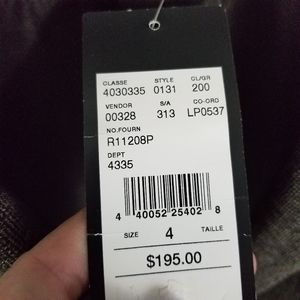 CLASSE STYLE CL/GR
4030335 0131 200
VENDOR S/A CO-ORD
00328 313 LP0537
NO.FOURN
R11208P
DEPT
4335
4 40052 25402 8
SIZE 4 TAILLE
$195.00